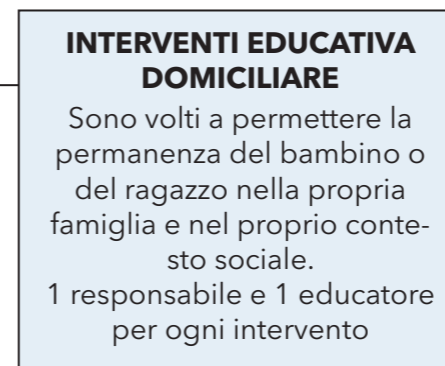 INTERVENTI EDUCATIVA
DOMICILIARE
Sono volti a permettere la
permanenza del bambino o
del ragazzo nella propria
famiglia e nel proprio conte-
sto sociale.
1 responsabile e 1 educatore
per ogni intervento